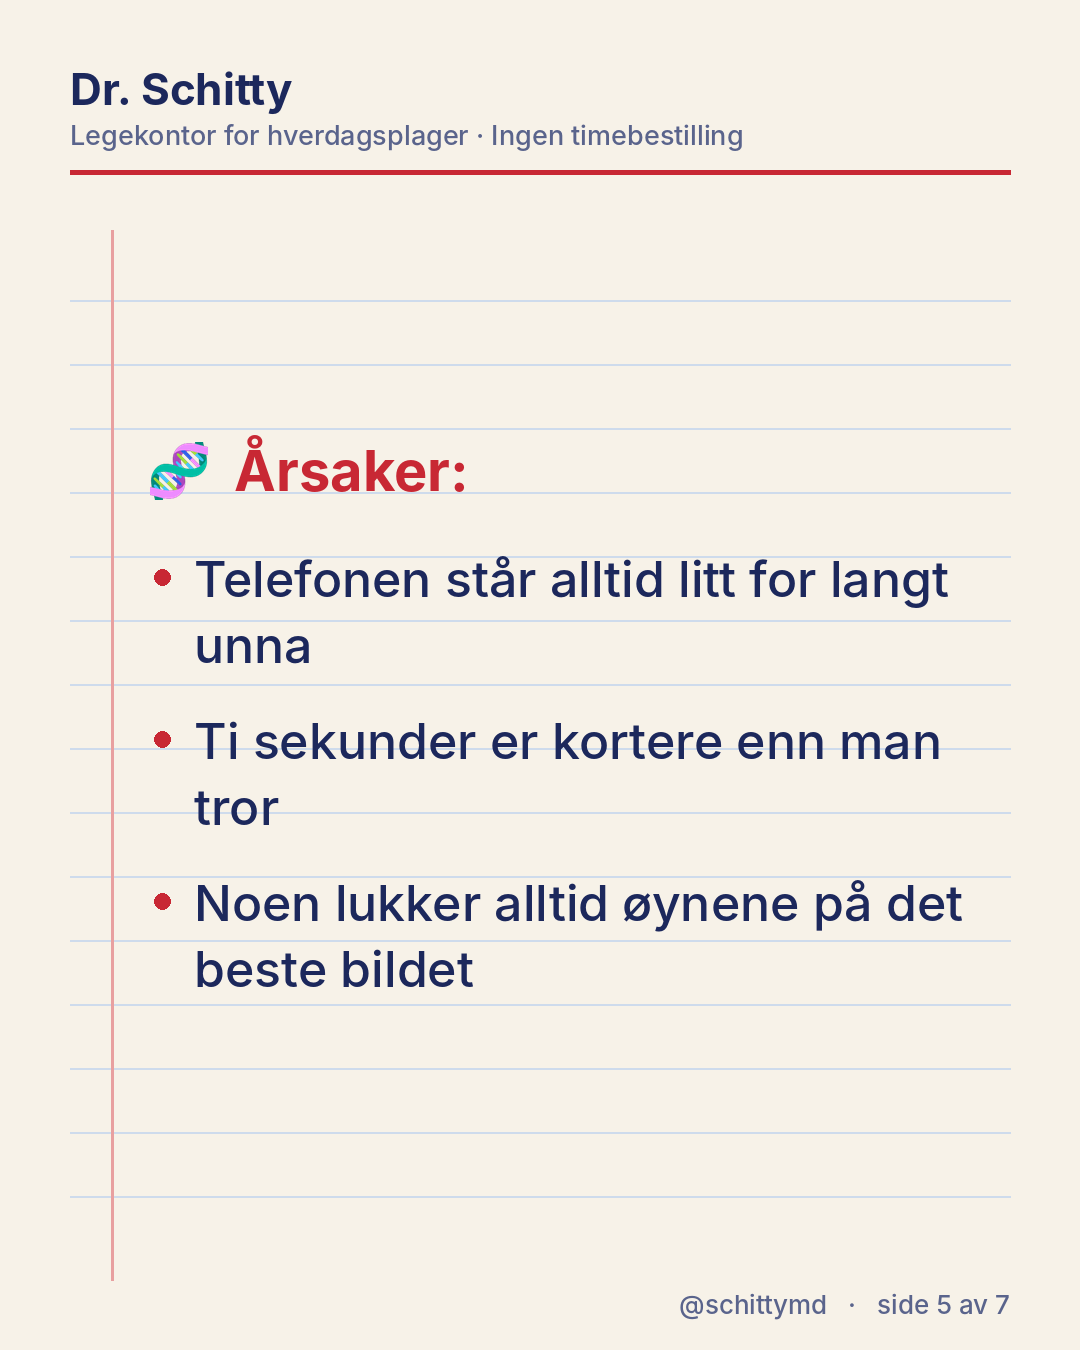 Dr. Schitty
Legekontor for hverdagsplager · Ingen timebestilling
🧬 Årsaker:
• Telefonen står alltid litt for langt
unna
• Ti sekunder er kortere enn man
tror
• Noen lukker alltid øynene på det
beste bildet
@schittymd · side 5 av 7